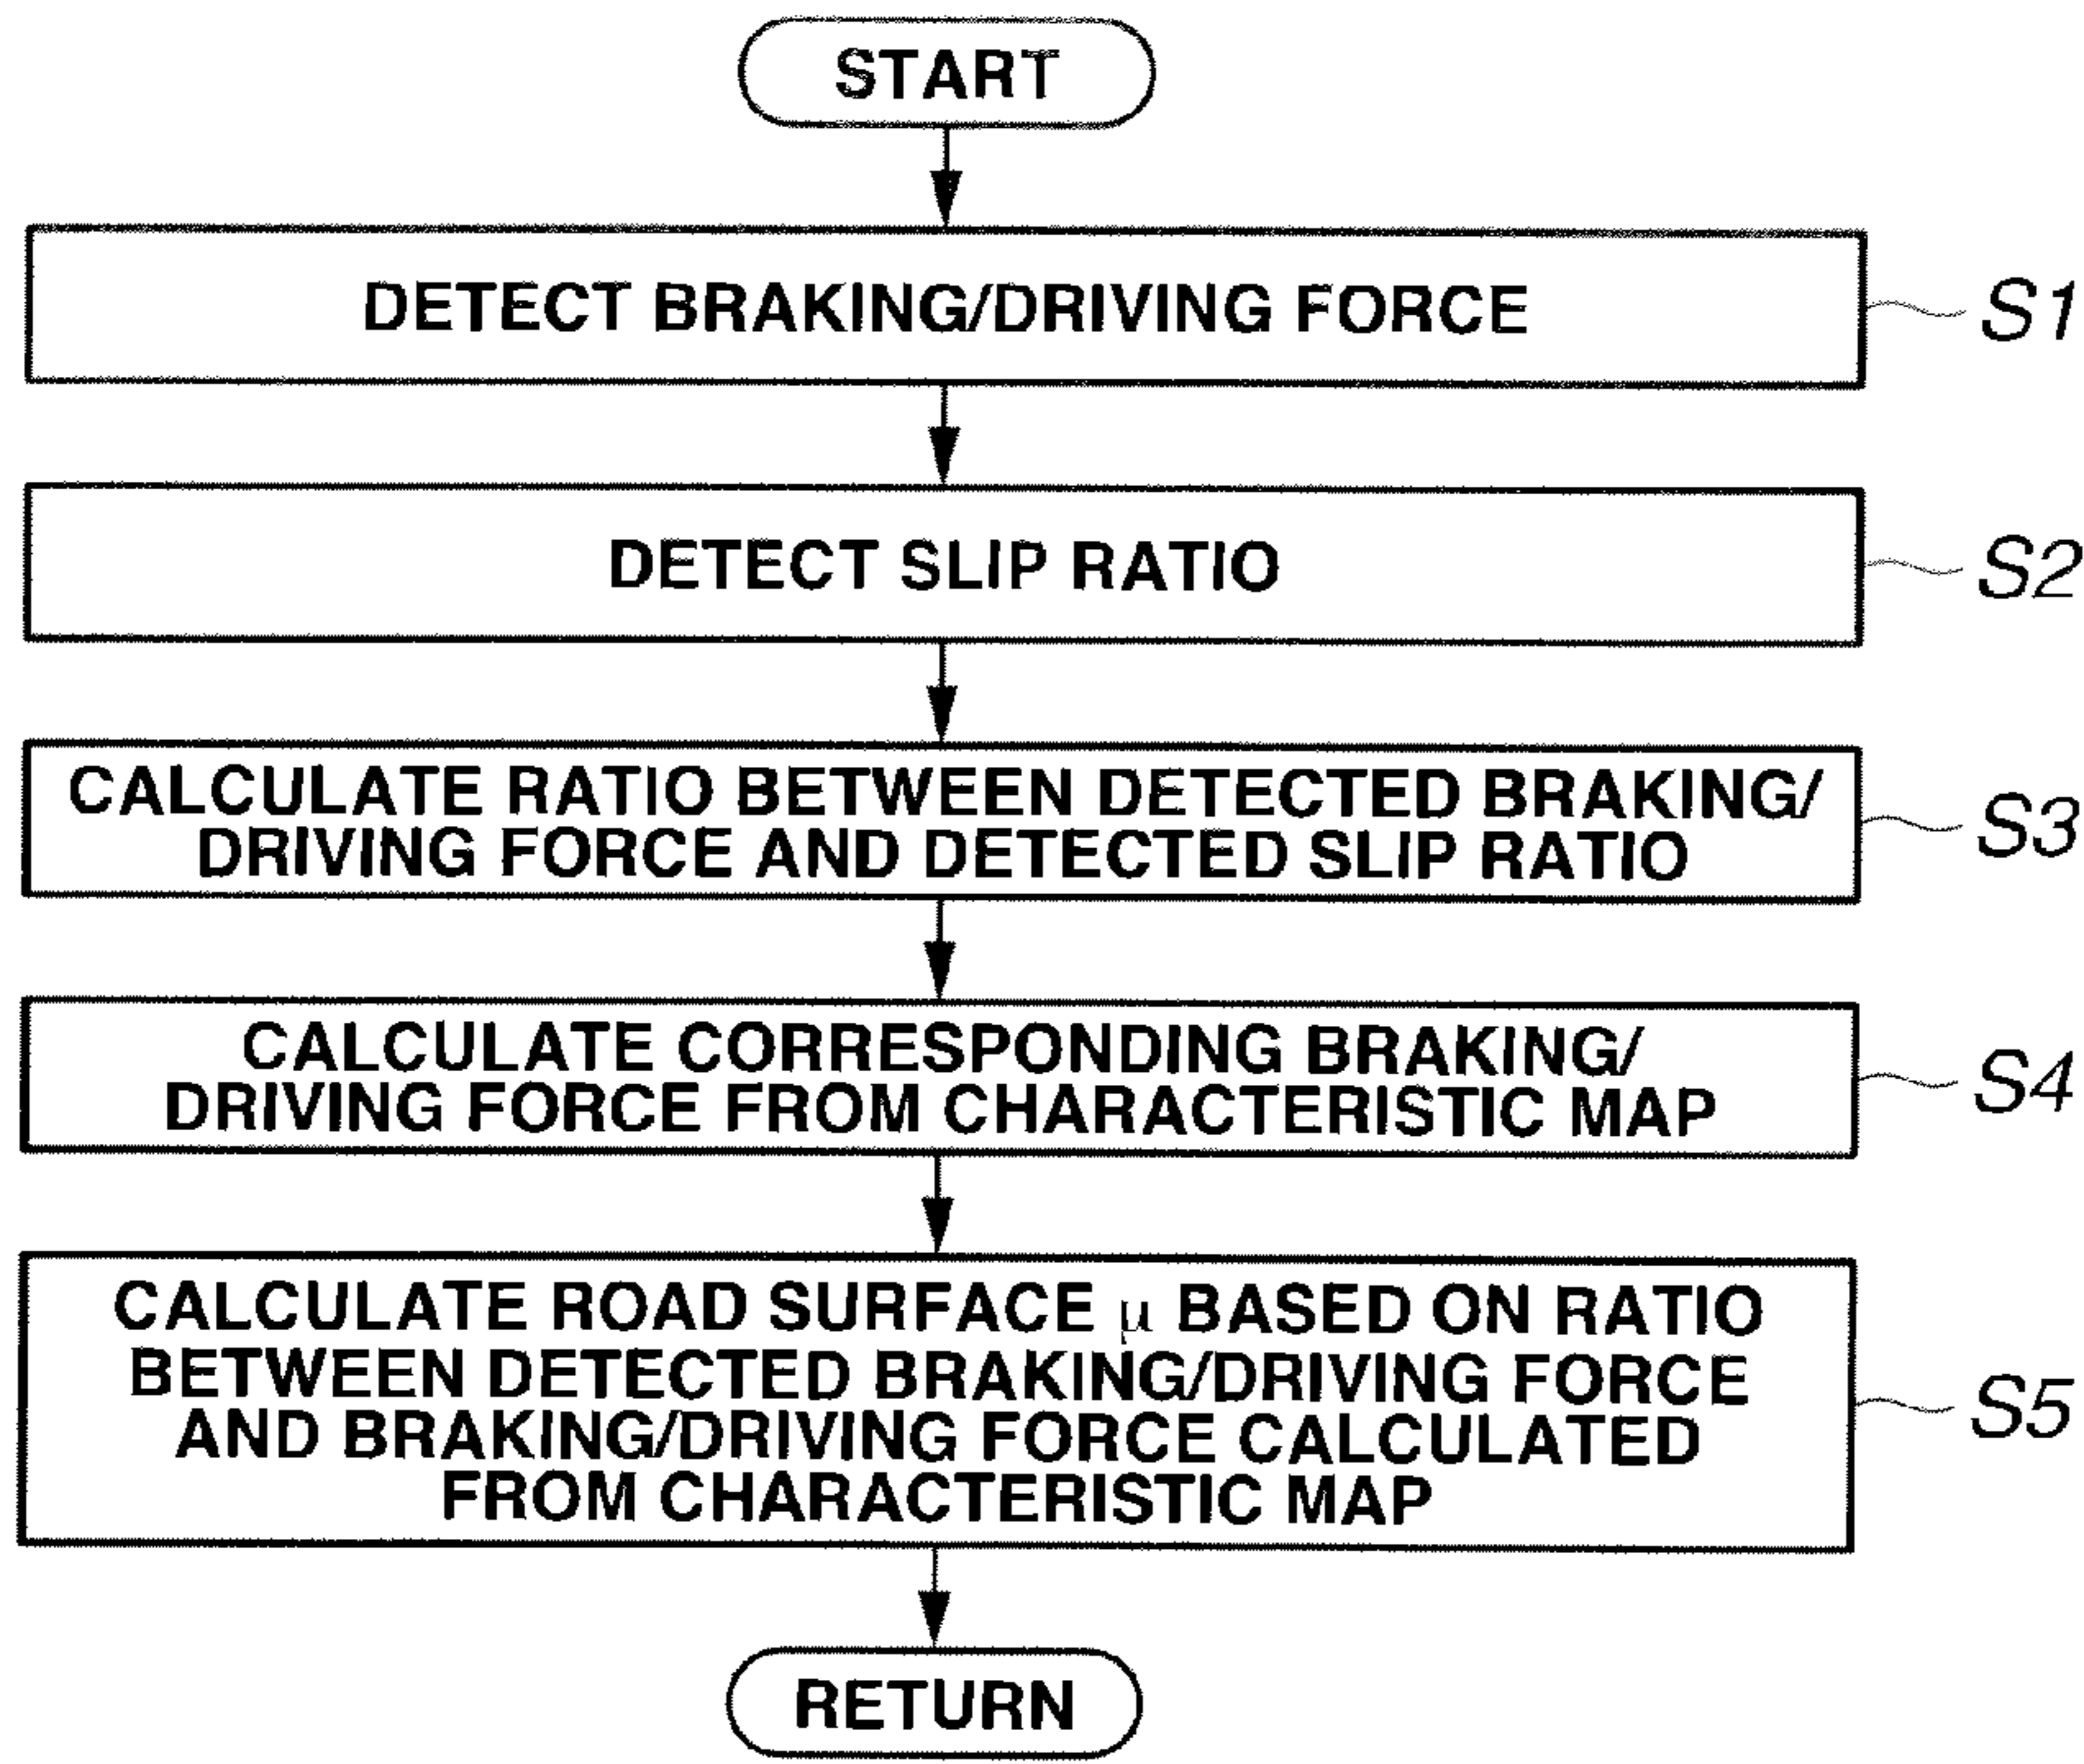 START
DETECT BRAKING/DRIVING FORCE
S1
DETECT SLIP RATIO
S2
CALCULATE RATIO BETWEEN DETECTED BRAKING/
DRIVING FORCE AND DETECTED SLIP RATIO
S3
CALCULATE CORRESPONDING BRAKING/
DRIVING FORCE FROM CHARACTERISTIC MAP
S4
CALCULATE ROAD SURFACE μ BASED ON RATIO
BETWEEN DETECTED BRAKING/DRIVING FORCE
AND BRAKING/DRIVING FORCE CALCULATED
FROM CHARACTERISTIC MAP
S5
RETURN